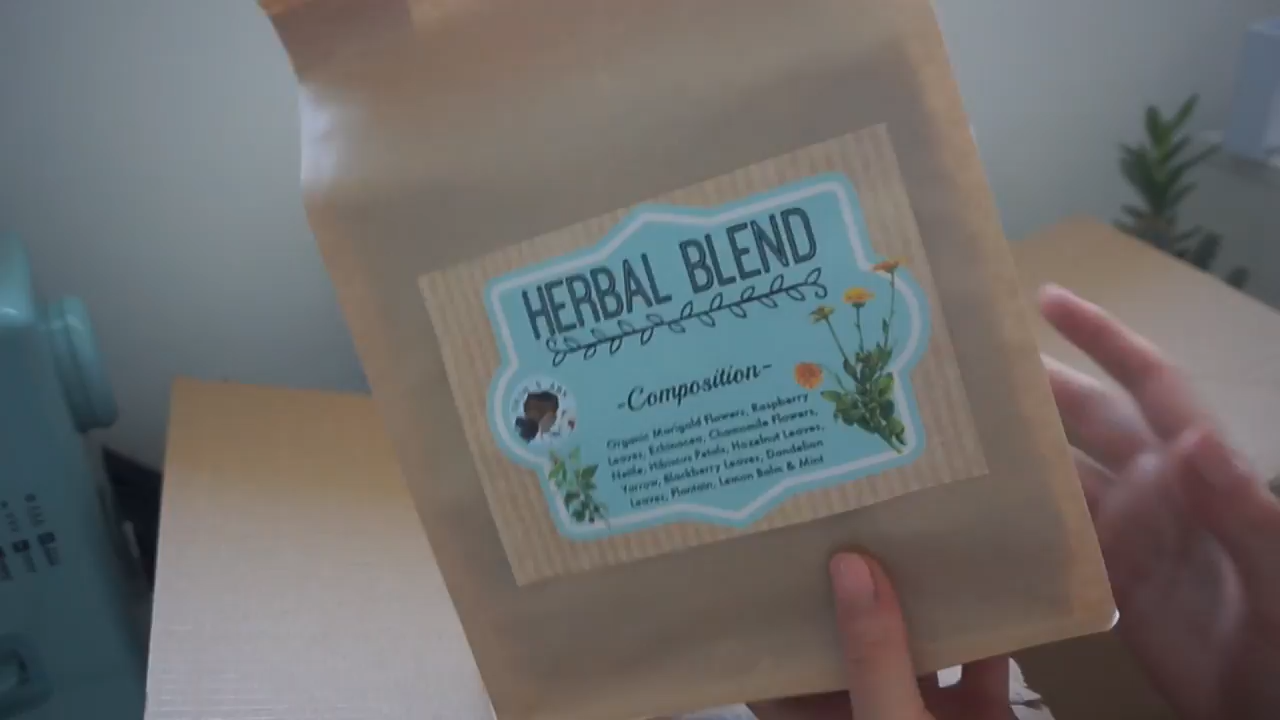 HERBAL BLEND
-Composition-
Organic Marigold Flowers, Raspberry
Leaves, Echinacea, Chamomile Flowers,
Nettle, Hibiscus Petals, Hazelnut Leaves,
Yarrow, Blackberry Leaves, Dandelion
Leaves, Plantain, Lemon Balm & Mint